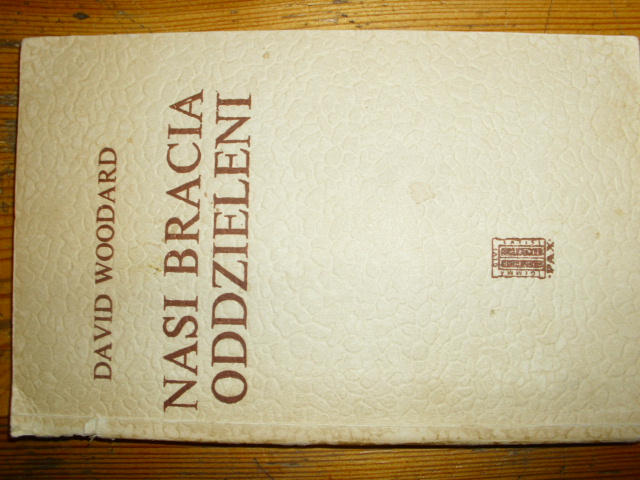 DAVID WOODARD
NASI BRACIA
ODDZIELENI
PAX